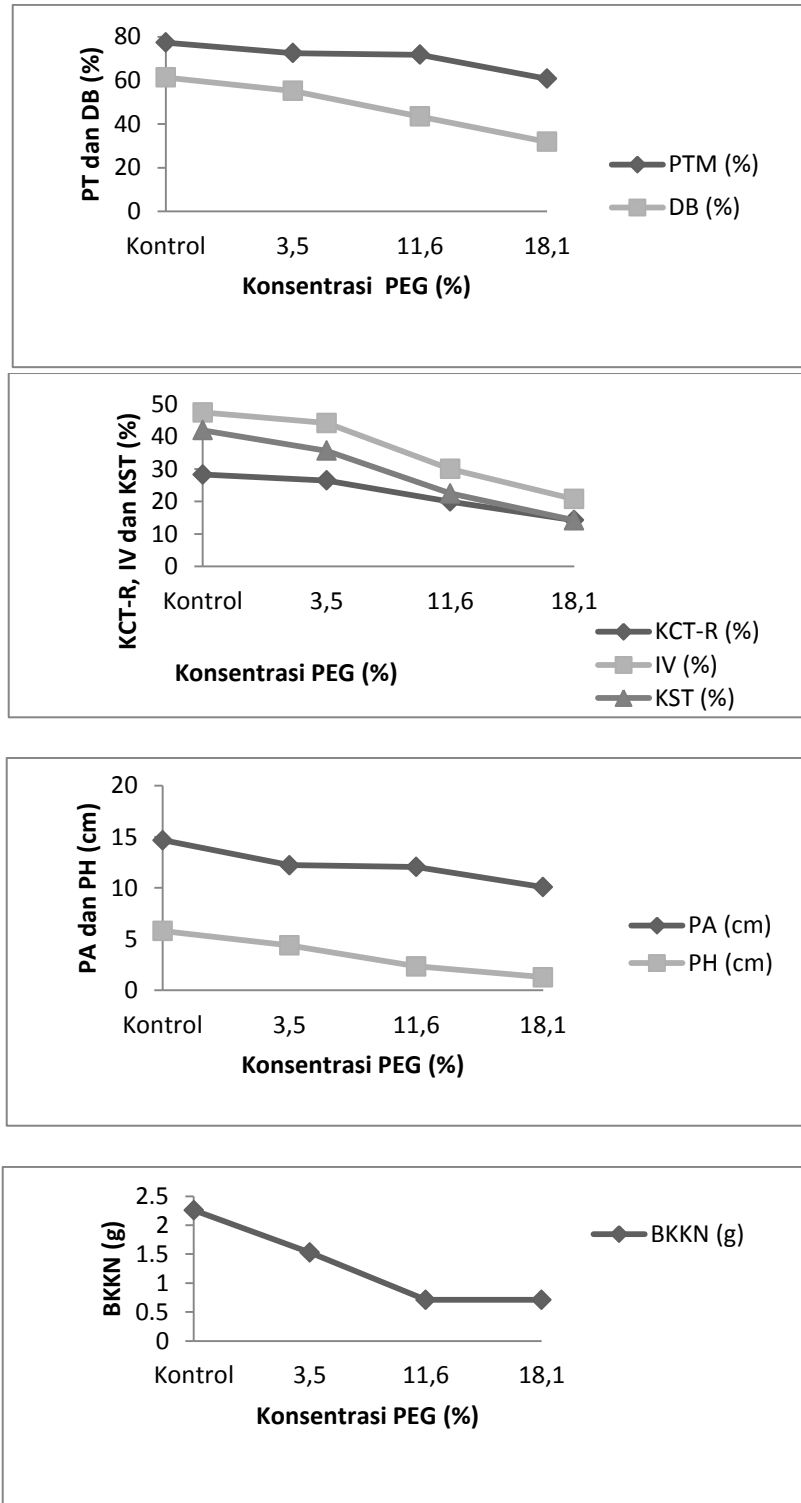 PT dan DB (%)
80
60
40
20
0
Kontrol 3,5 11,6 18,1
Konsentrasi PEG (%)
PTM (%)
DB (%)
KCT-R, IV dan KST (%)
50
40
30
20
10
0
Kontrol 3,5 11,6 18,1
Konsentrasi PEG (%)
KCT-R (%)
IV (%)
KST (%)
PA dan PH (cm)
20
15
10
5
0
Kontrol 3,5 11,6 18,1
Konsentrasi PEG (%)
PA (cm)
PH (cm)
BKKN (g)
2.5
2
1.5
1
0.5
0
Kontrol 3,5 11,6 18,1
Konsentrasi PEG (%)
BKKN (g)